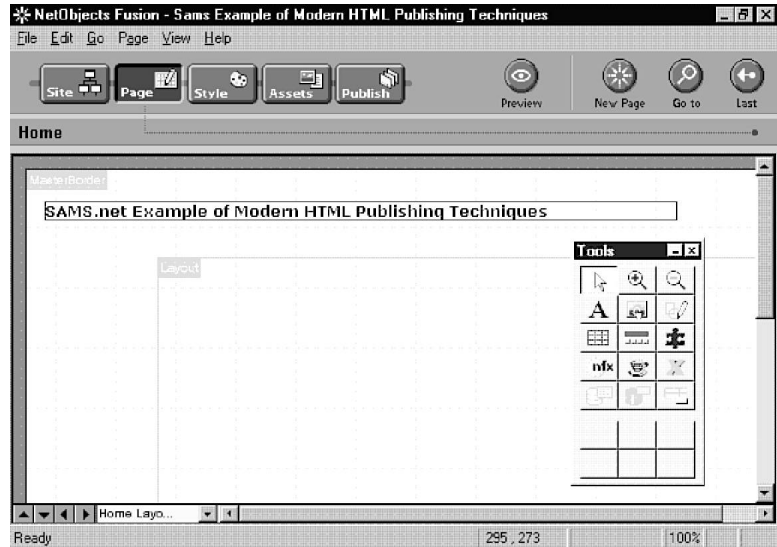 NetObjects Fusion - Sams Example of Modern HTML Publishing Techniques
File Edit Go Page View Help
Site Page Style Assets Publish
Preview New Page Go to Last
Home
MasterBorder
SAMS.net Example of Modern HTML Publishing Techniques
Layout
Tools
A
nfx
Home Layo...
Ready 295 , 273 100%